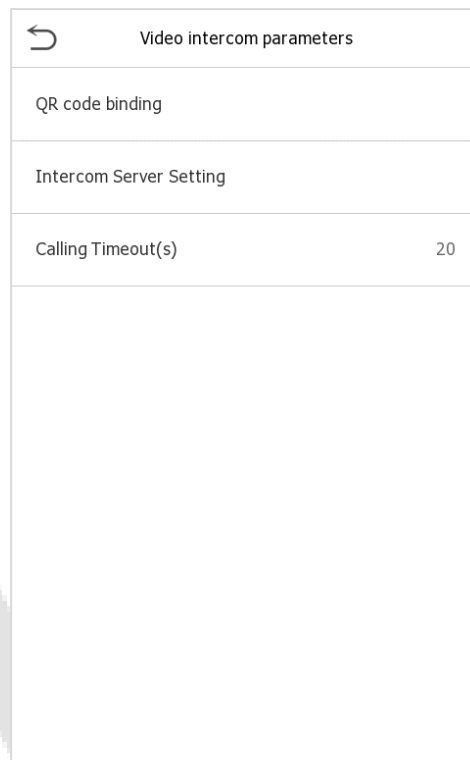 Video intercom parameters
QR code binding
Intercom Server Setting
Calling Timeout(s) 20